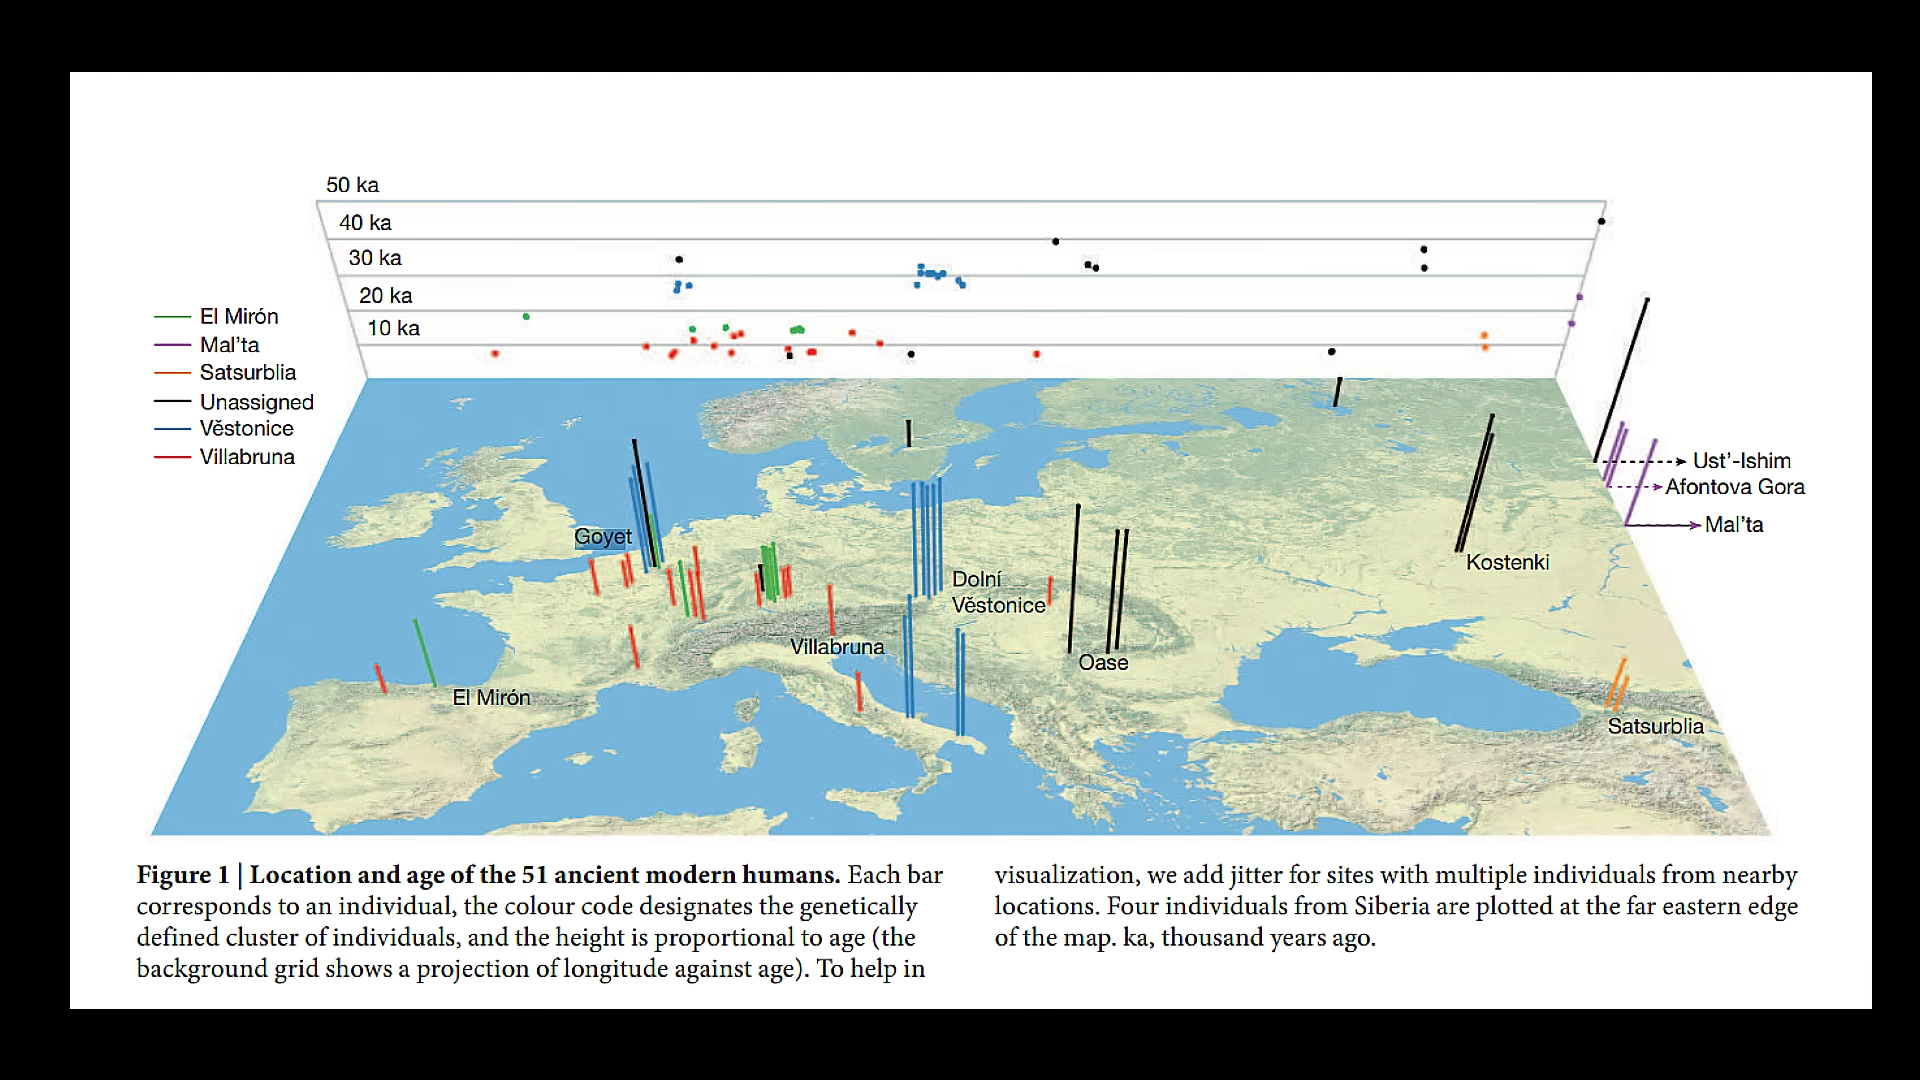 50 ka
40 ka
30 ka
20 ka
10 ka
El Mirón
Mal’ta
Satsurblia
Unassigned
Věstonice
Villabruna
Goyet
Ust’-Ishim
Afontova Gora
Mal’ta
Kostenki
Dolní
Věstonice
Villabruna
Oase
El Mirón
Satsurblia
Figure 1 | Location and age of the 51 ancient modern humans. Each bar
corresponds to an individual, the colour code designates the genetically
defined cluster of individuals, and the height is proportional to age (the
background grid shows a projection of longitude against age). To help in
visualization, we add jitter for sites with multiple individuals from nearby
locations. Four individuals from Siberia are plotted at the far eastern edge
of the map. ka, thousand years ago.